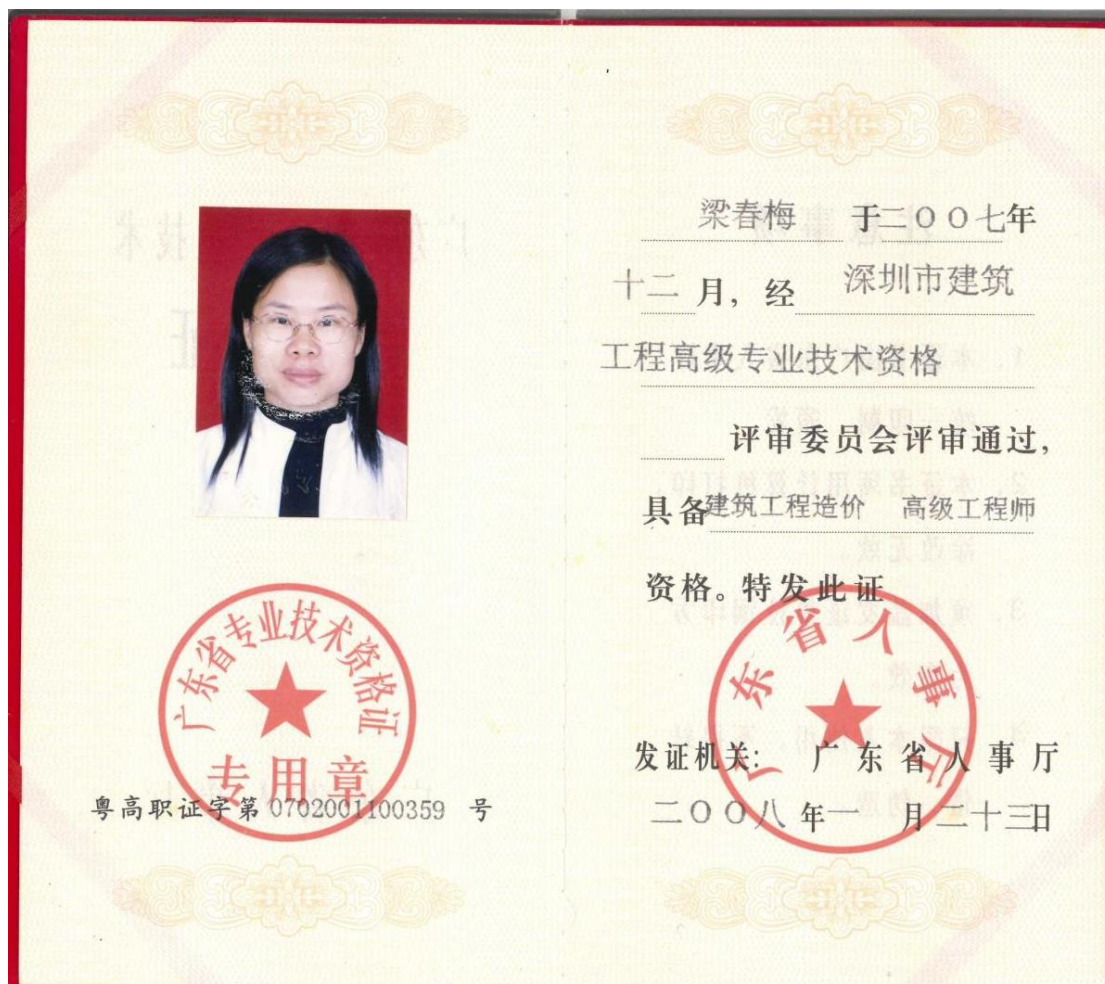 广东省专业技术资格证
专用章
粤高职证字第 0702001100359 号
梁春梅 于二〇〇七年
十二 月，经 深圳市建筑
工程高级专业技术资格
评审委员会评审通过，
具备建筑工程造价 高级工程师
资格。特发此证
广东省人事厅
发证机关： 广东省人事厅
二〇〇八 年一 月二十三日